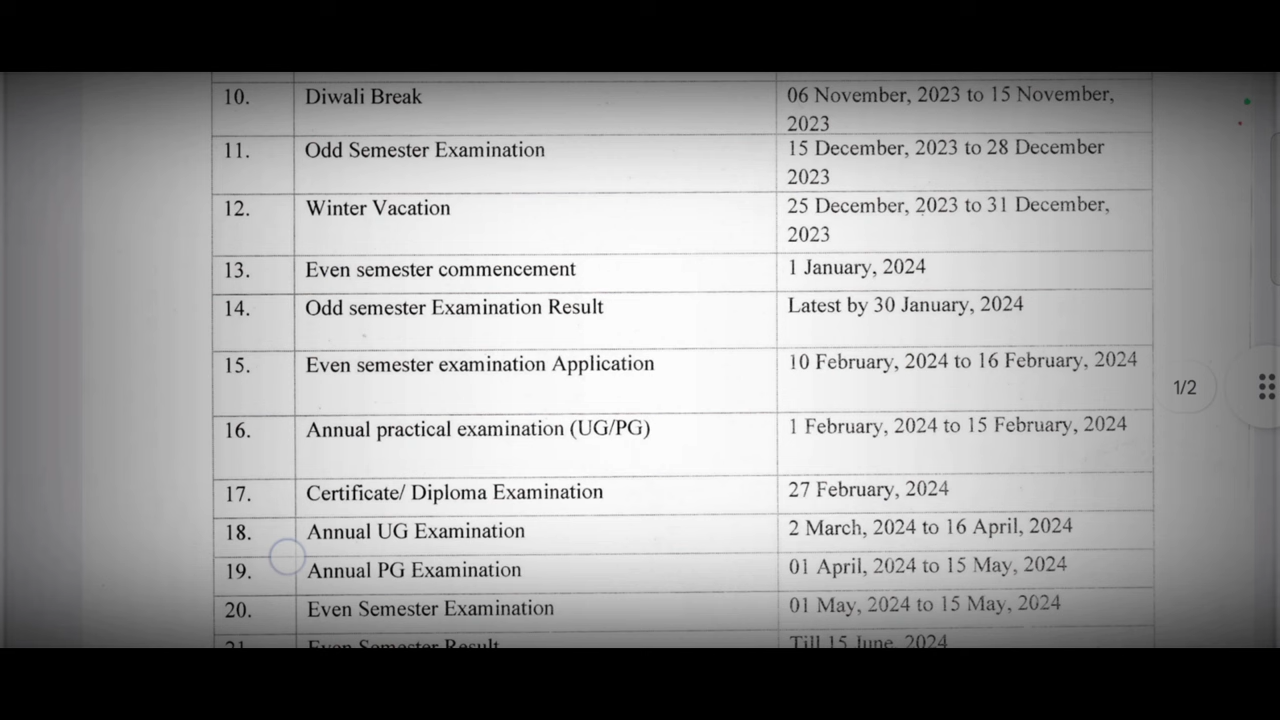 10. Diwali Break 06 November, 2023 to 15 November,
2023
11. Odd Semester Examination 15 December, 2023 to 28 December
2023
12. Winter Vacation 25 December, 2023 to 31 December,
2023
13. Even semester commencement 1 January, 2024
14. Odd semester Examination Result Latest by 30 January, 2024
15. Even semester examination Application 10 February, 2024 to 16 February, 2024
1/2
16. Annual practical examination (UG/PG) 1 February, 2024 to 15 February, 2024
17. Certificate/ Diploma Examination 27 February, 2024
18. Annual UG Examination 2 March, 2024 to 16 April, 2024
19. Annual PG Examination 01 April, 2024 to 15 May, 2024
20. Even Semester Examination 01 May, 2024 to 15 May, 2024
21. Even Semester Result Till 15 June, 2024